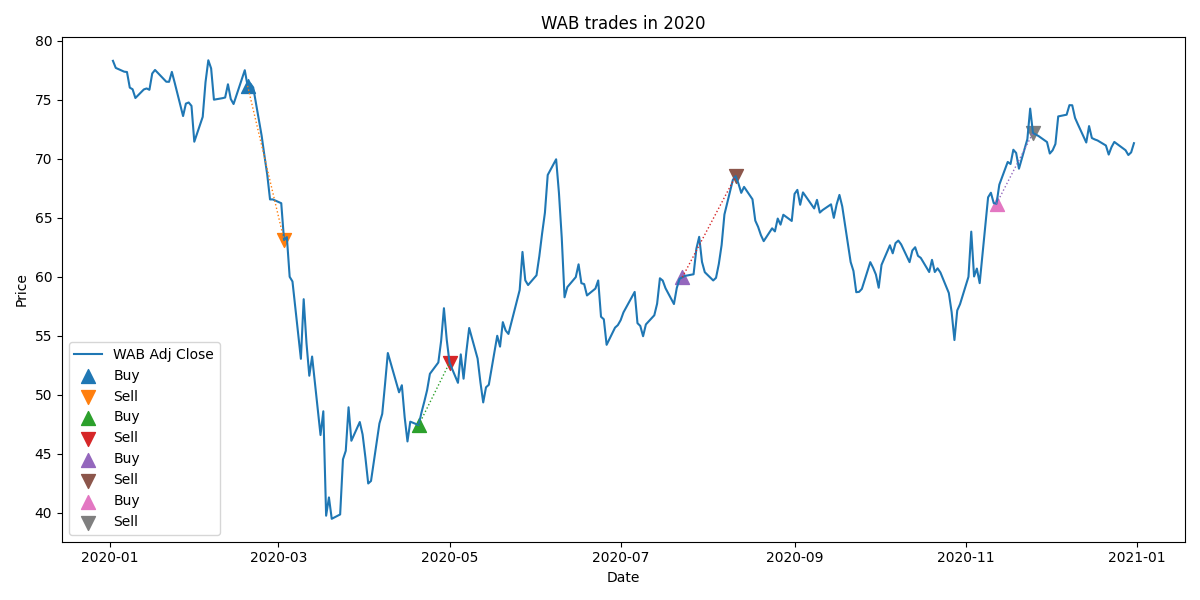 WAB trades in 2020
80
75
70
65
60
55
50
45
40
Price
WAB Adj Close
Buy
Sell
Buy
Sell
Buy
Sell
Buy
Sell
2020-01 2020-03 2020-05 2020-07 2020-09 2020-11 2021-01
Date